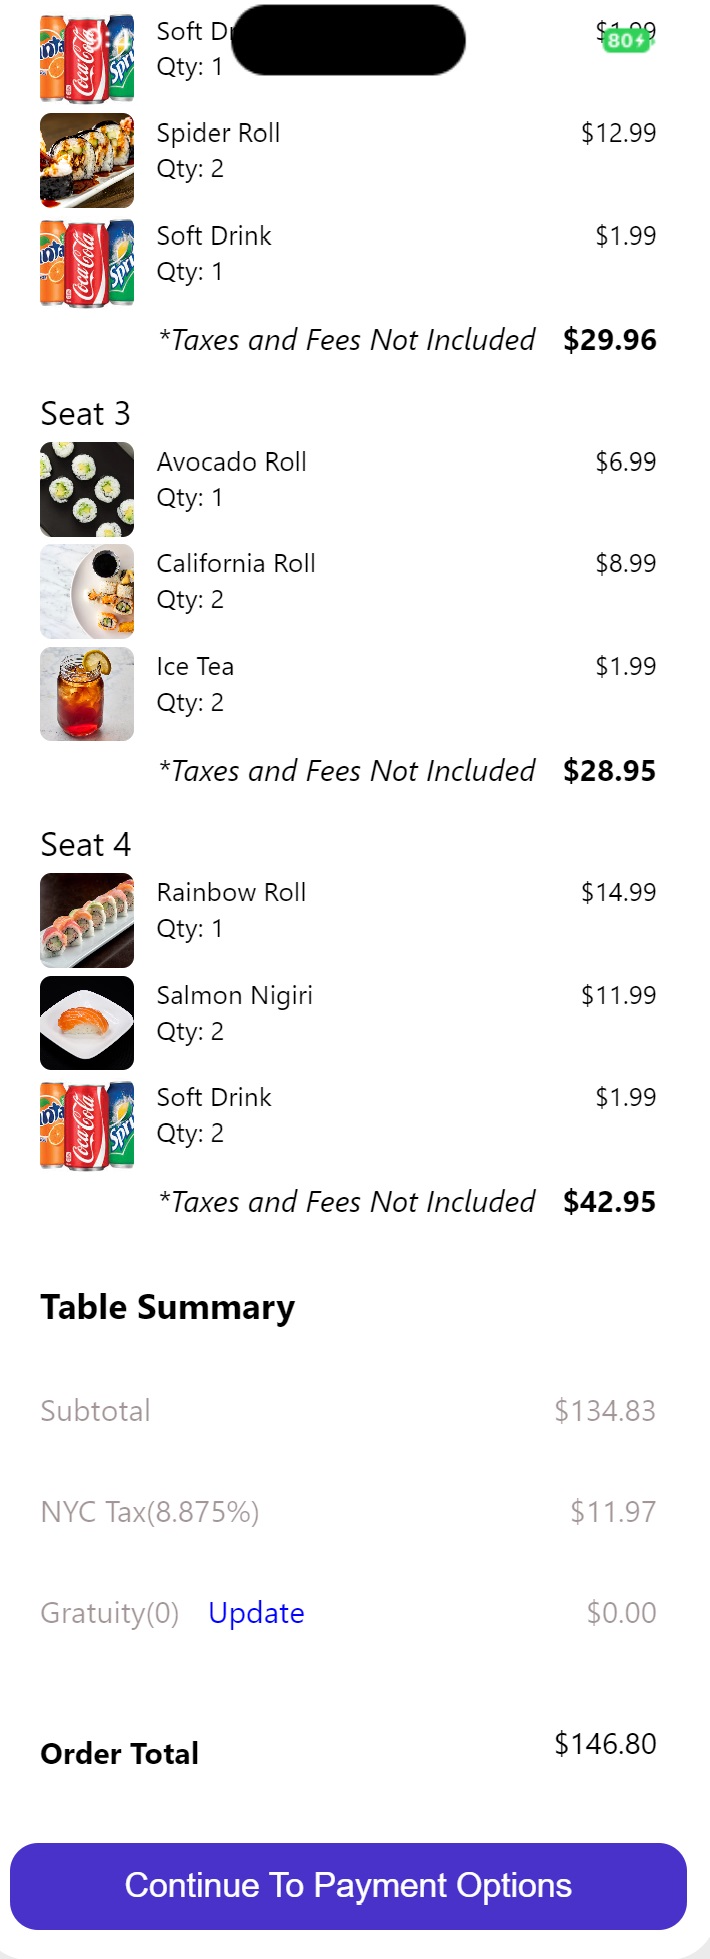 Soft Dr $1.99
80
Qty: 1
Spider Roll $12.99
Qty: 2
Soft Drink $1.99
Qty: 1
*Taxes and Fees Not Included $29.96
Seat 3
Avocado Roll $6.99
Qty: 1
California Roll $8.99
Qty: 2
Ice Tea $1.99
Qty: 2
*Taxes and Fees Not Included $28.95
Seat 4
Rainbow Roll $14.99
Qty: 1
Salmon Nigiri $11.99
Qty: 2
Soft Drink $1.99
Qty: 2
*Taxes and Fees Not Included $42.95
Table Summary
Subtotal $134.83
NYC Tax(8.875%) $11.97
Gratuity(0) Update $0.00
Order Total $146.80
Continue To Payment Options